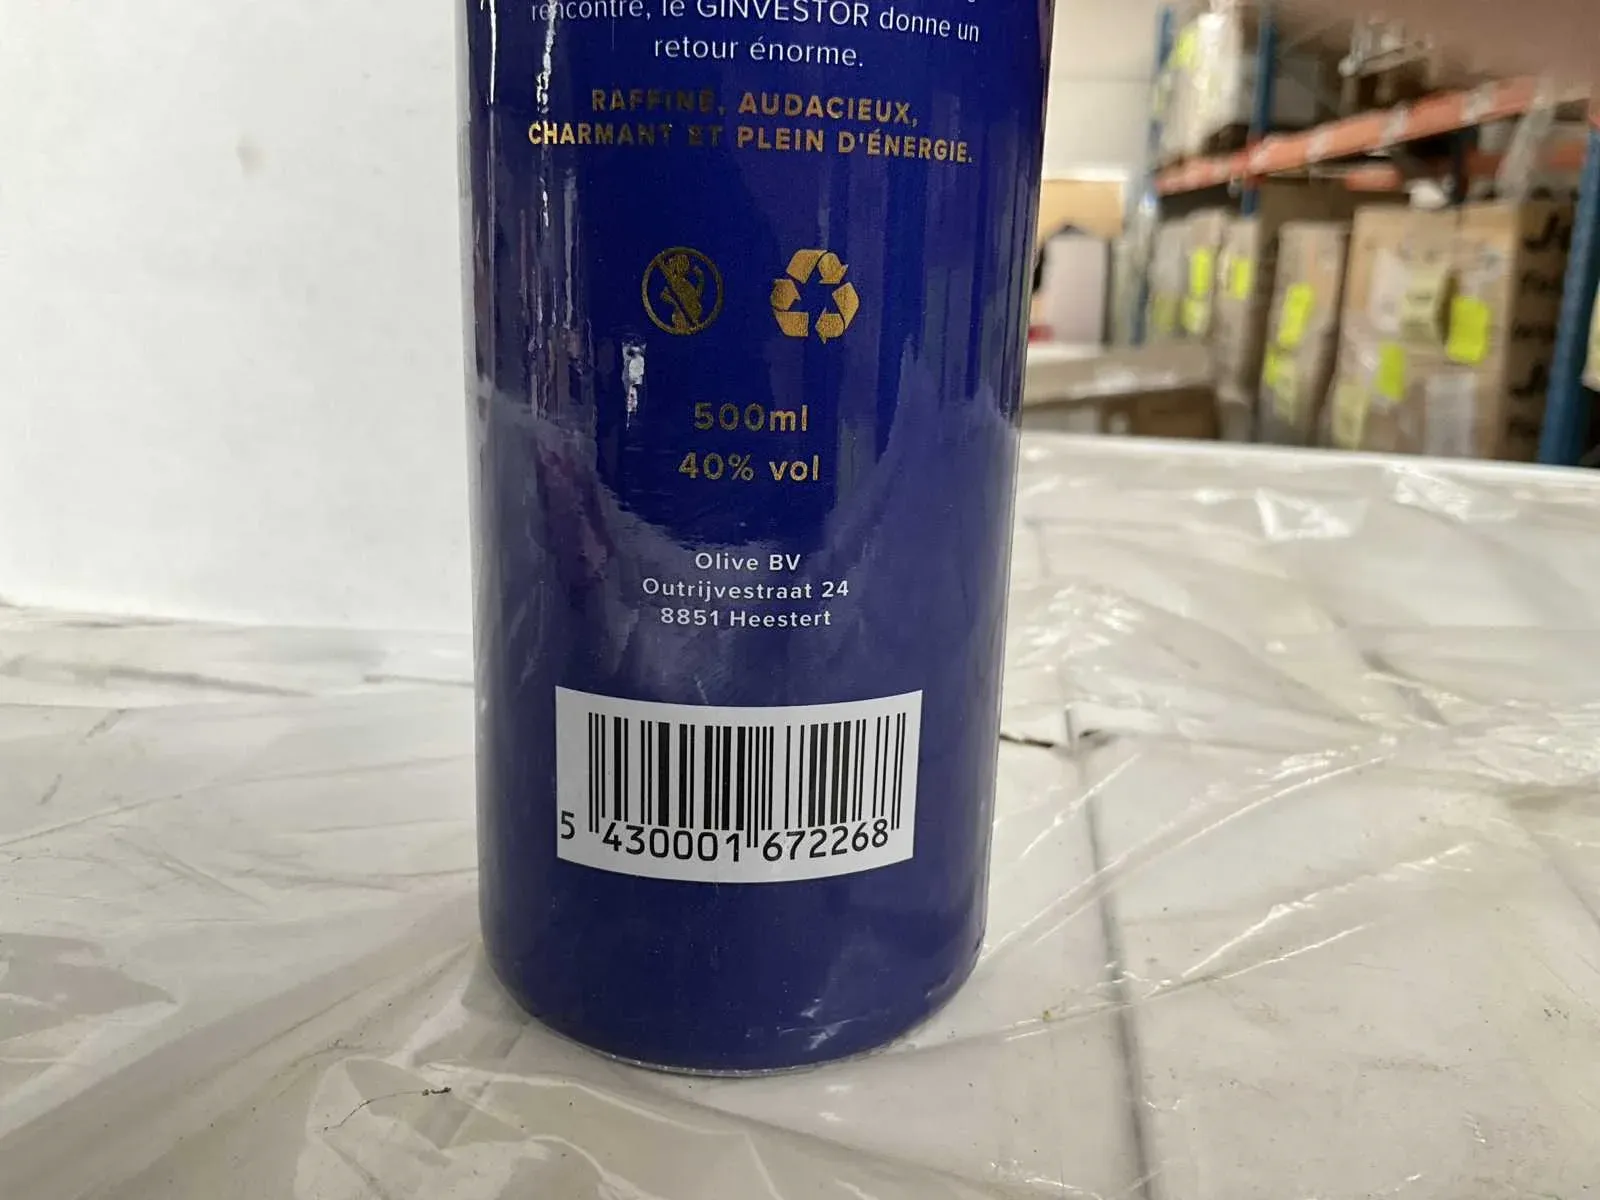 rencontre, le GINVESTOR donne un
retour énorme.
RAFFINÉ, AUDACIEUX,
CHARMANT ET PLEIN D'ÉNERGIE.
500ml
40% vol
Olive BV
Outrijvestraat 24
8851 Heestert
5 430001 672268